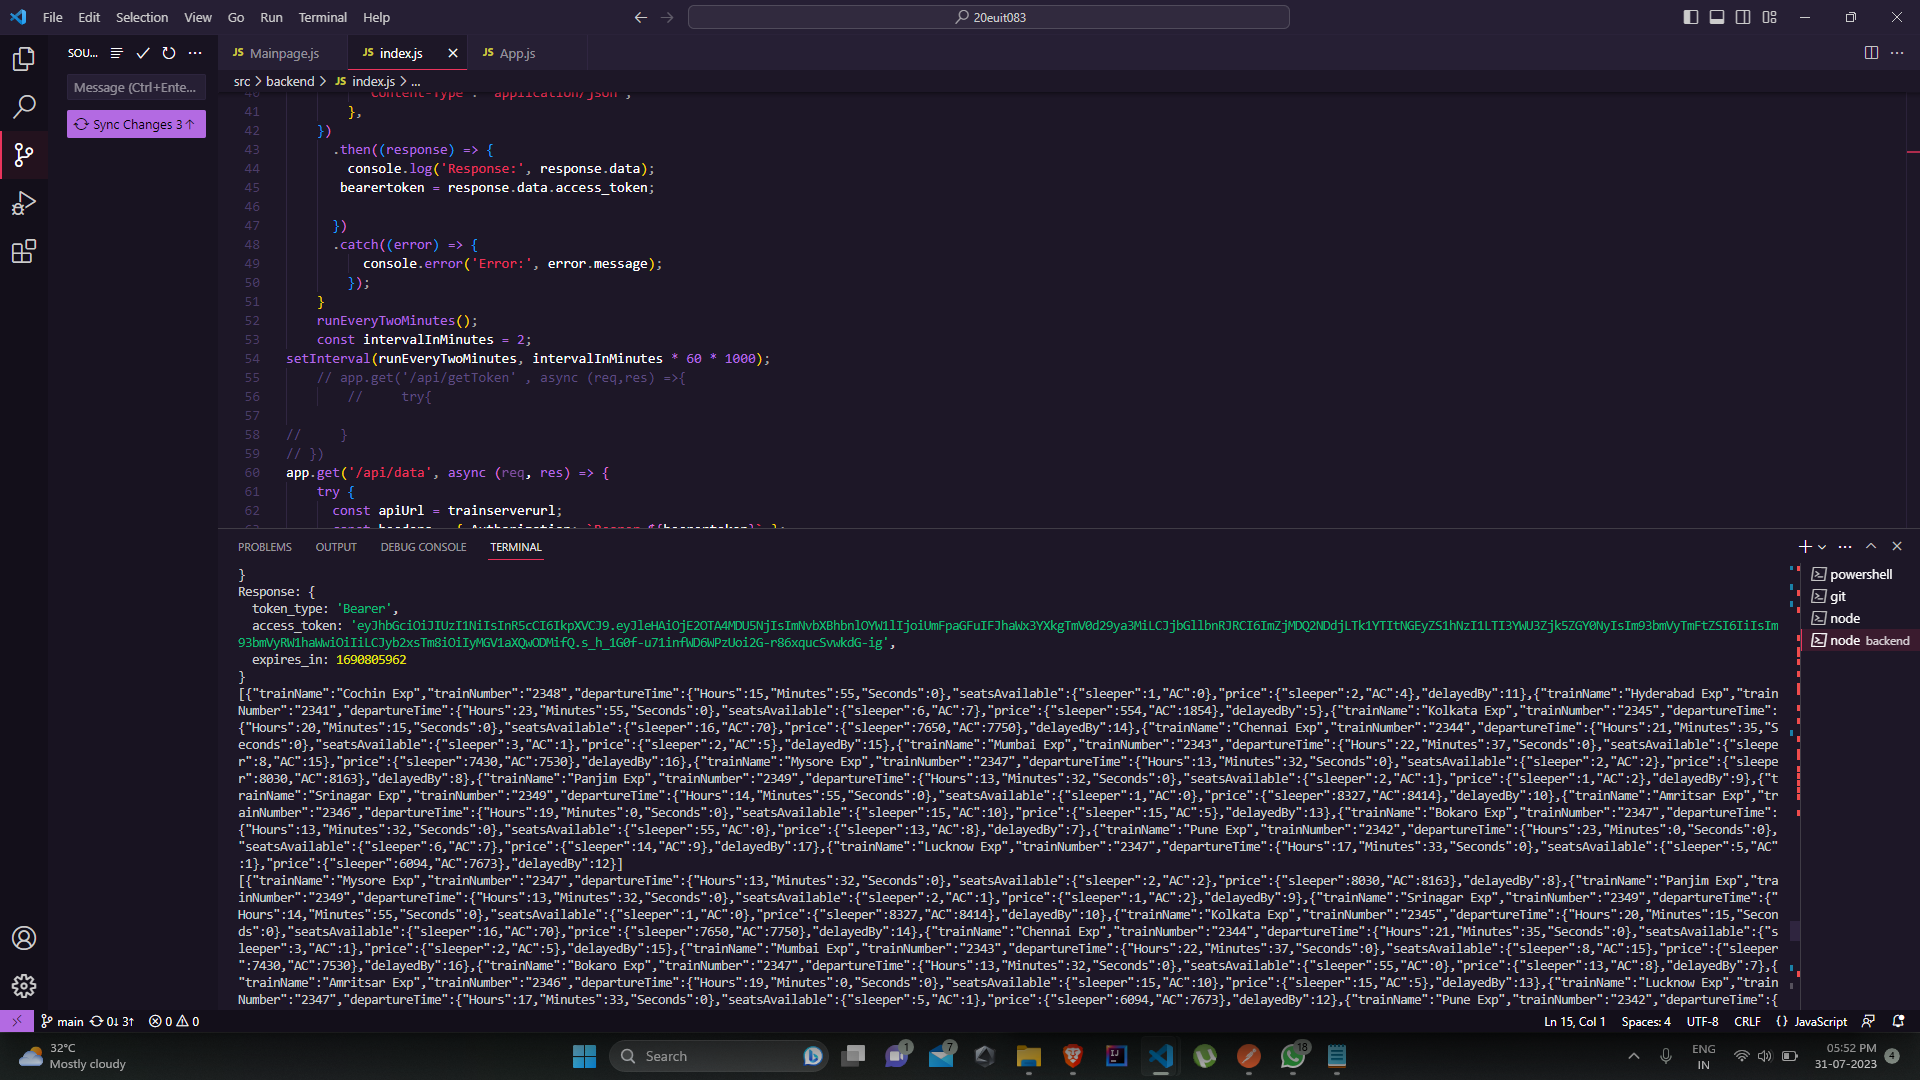 File Edit Selection View Go Run Terminal Help
20euit083
SOU...
Mainpage.js
index.js
App.js
Message (Ctrl+Ente...
src > backend > JS index.js > ...
Sync Changes 3↑
40 "Content-Type": "application/json",
41 },
42 })
43 .then((response) => {
44 console.log('Response:', response.data);
45 bearertoken = response.data.access_token;
46
47 })
48 .catch((error) => {
49 console.error('Error:', error.message);
50 });
51 }
52 runEveryTwoMinutes();
53 const intervalInMinutes = 2;
54 setInterval(runEveryTwoMinutes, intervalInMinutes * 60 * 1000);
55 // app.get('/api/getToken' , async (req,res) =>{
56 // try{
57
58 // }
59 // })
60 app.get('/api/data', async (req, res) => {
61 try {
62 const apiUrl = trainserverurl;
PROBLEMS OUTPUT DEBUG CONSOLE TERMINAL
powershell
git
node
node backend
}
Response: {
token_type: 'Bearer',
expires_in: 1690805962
}
[{"trainName":"Cochin Exp","trainNumber":"2348","departureTime":{"Hours":15,"Minutes":55,"Seconds":0},"seatsAvailable":{"sleeper":1,"AC":0},"price":{"sleeper":2,"AC":4},"delayedBy":11},{"trainName":"Hyderabad Exp","train
Number":"2341","departureTime":{"Hours":23,"Minutes":55,"Seconds":0},"seatsAvailable":{"sleeper":6,"AC":7},"price":{"sleeper":554,"AC":1854},"delayedBy":5},{"trainName":"Kolkata Exp","trainNumber":"2345","departureTime":
{"Hours":20,"Minutes":15,"Seconds":0},"seatsAvailable":{"sleeper":16,"AC":70},"price":{"sleeper":7650,"AC":7750},"delayedBy":14},{"trainName":"Chennai Exp","trainNumber":"2344","departureTime":{"Hours":21,"Minutes":35,"S
econds":0},"seatsAvailable":{"sleeper":3,"AC":1},"price":{"sleeper":2,"AC":5},"delayedBy":15},{"trainName":"Mumbai Exp","trainNumber":"2343","departureTime":{"Hours":22,"Minutes":37,"Seconds":0},"seatsAvailable":{"sleepe
r":8,"AC":15},"price":{"sleeper":7430,"AC":7530},"delayedBy":16},{"trainName":"Mysore Exp","trainNumber":"2347","departureTime":{"Hours":13,"Minutes":32,"Seconds":0},"seatsAvailable":{"sleeper":2,"AC":2},"price":{"sleepe
r":8030,"AC":8163},"delayedBy":8},{"trainName":"Panjim Exp","trainNumber":"2349","departureTime":{"Hours":13,"Minutes":32,"Seconds":0},"seatsAvailable":{"sleeper":2,"AC":1},"price":{"sleeper":1,"AC":2},"delayedBy":9},{"t
rainName":"Srinagar Exp","trainNumber":"2349","departureTime":{"Hours":14,"Minutes":55,"Seconds":0},"seatsAvailable":{"sleeper":1,"AC":0},"price":{"sleeper":8327,"AC":8414},"delayedBy":10},{"trainName":"Amritsar Exp","tr
ainNumber":"2346","departureTime":{"Hours":19,"Minutes":0,"Seconds":0},"seatsAvailable":{"sleeper":15,"AC":10},"price":{"sleeper":15,"AC":5},"delayedBy":13},{"trainName":"Bokaro Exp","trainNumber":"2347","departureTime":
{"Hours":13,"Minutes":32,"Seconds":0},"seatsAvailable":{"sleeper":55,"AC":0},"price":{"sleeper":13,"AC":8},"delayedBy":7},{"trainName":"Pune Exp","trainNumber":"2342","departureTime":{"Hours":23,"Minutes":0,"Seconds":0},
"seatsAvailable":{"sleeper":6,"AC":7},"price":{"sleeper":14,"AC":9},"delayedBy":17},{"trainName":"Lucknow Exp","trainNumber":"2347","departureTime":{"Hours":17,"Minutes":33,"Seconds":0},"seatsAvailable":{"sleeper":5,"AC"
:1},"price":{"sleeper":6094,"AC":7673},"delayedBy":12}]
[{"trainName":"Mysore Exp","trainNumber":"2347","departureTime":{"Hours":13,"Minutes":32,"Seconds":0},"seatsAvailable":{"sleeper":2,"AC":2},"price":{"sleeper":8030,"AC":8163},"delayedBy":8},{"trainName":"Panjim Exp","tra
inNumber":"2349","departureTime":{"Hours":13,"Minutes":32,"Seconds":0},"seatsAvailable":{"sleeper":2,"AC":1},"price":{"sleeper":1,"AC":2},"delayedBy":9},{"trainName":"Srinagar Exp","trainNumber":"2349","departureTime":{"
Hours":14,"Minutes":55,"Seconds":0},"seatsAvailable":{"sleeper":1,"AC":0},"price":{"sleeper":8327,"AC":8414},"delayedBy":10},{"trainName":"Kolkata Exp","trainNumber":"2345","departureTime":{"Hours":20,"Minutes":15,"Secon
ds":0},"seatsAvailable":{"sleeper":16,"AC":70},"price":{"sleeper":7650,"AC":7750},"delayedBy":14},{"trainName":"Chennai Exp","trainNumber":"2344","departureTime":{"Hours":21,"Minutes":35,"Seconds":0},"seatsAvailable":{"s
leeper":3,"AC":1},"price":{"sleeper":2,"AC":5},"delayedBy":15},{"trainName":"Mumbai Exp","trainNumber":"2343","departureTime":{"Hours":22,"Minutes":37,"Seconds":0},"seatsAvailable":{"sleeper":8,"AC":15},"price":{"sleeper
":7430,"AC":7530},"delayedBy":16},{"trainName":"Bokaro Exp","trainNumber":"2347","departureTime":{"Hours":13,"Minutes":32,"Seconds":0},"seatsAvailable":{"sleeper":55,"AC":0},"price":{"sleeper":13,"AC":8},"delayedBy":7},{
"trainName":"Amritsar Exp","trainNumber":"2346","departureTime":{"Hours":19,"Minutes":0,"Seconds":0},"seatsAvailable":{"sleeper":15,"AC":10},"price":{"sleeper":15,"AC":5},"delayedBy":13},{"trainName":"Lucknow Exp","train
Number":"2347","departureTime":{"Hours":17,"Minutes":33,"Seconds":0},"seatsAvailable":{"sleeper":5,"AC":1},"price":{"sleeper":6094,"AC":7673},"delayedBy":12},{"trainName":"Pune Exp","trainNumber":"2342","departureTime":{
main 0↓ 3↑ 0 0 Ln 15, Col 1 Spaces: 4 UTF-8 CRLF {} JavaScript
32°C
Mostly cloudy
Search
1
7
18
ENG
IN
05:52 PM
31-07-2023
4